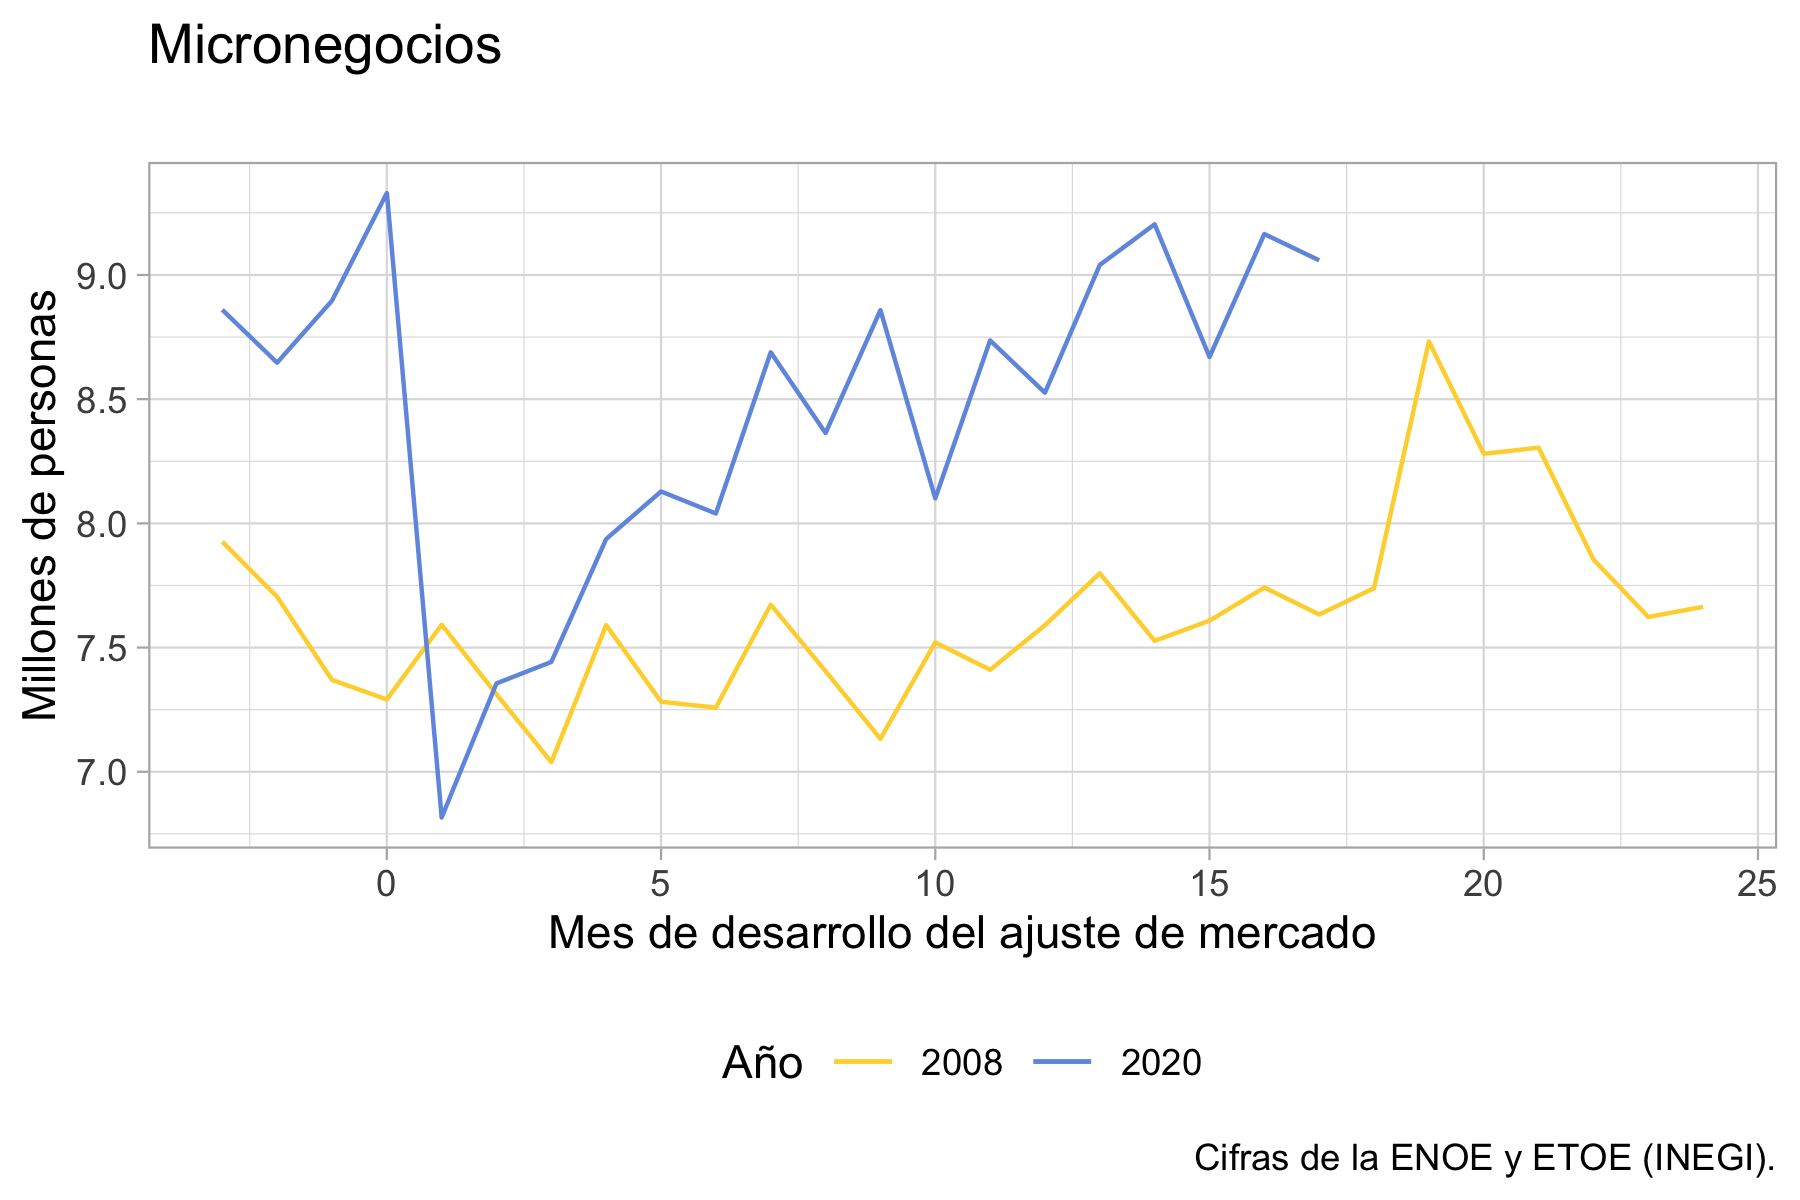 Micronegocios
Millones de personas
9.0
8.5
8.0
7.5
7.0
0 5 10 15 20 25
Mes de desarrollo del ajuste de mercado
Año 2008 2020
Cifras de la ENOE y ETOE (INEGI).